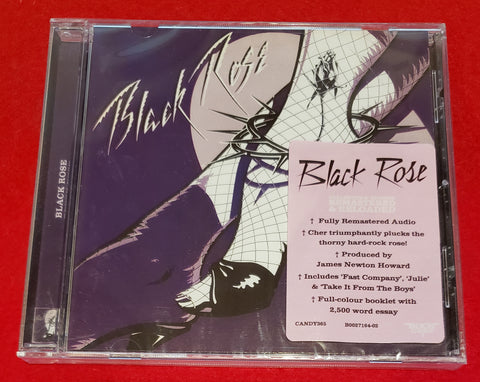 Black Rose
BLACK ROSE
Black Rose
REMASTERED
& RELOADED
† Fully Remastered Audio
† Cher triumphantly plucks the
thorny hard-rock rose!
† Produced by
James Newton Howard
† Includes 'Fast Company', 'Julie'
& 'Take It From The Boys'
† Full-colour booklet with
2,500 word essay
CANDY365
B0027164-02